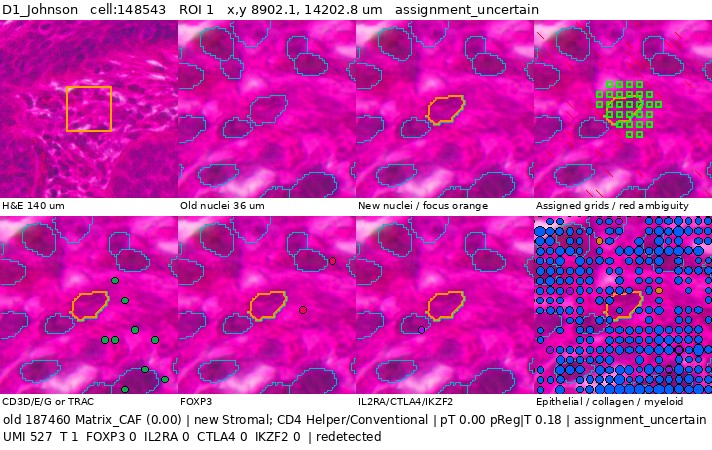 D1_Johnson cell:148543 ROI 1 x,y 8902.1, 14202.8 um assignment_uncertain
H&E 140 um
Old nuclei 36 um
New nuclei / focus orange
Assigned grids / red ambiguity
CD3D/E/G or TRAC
FOXP3
IL2RA/CTLA4/IKZF2
Epithelial / collagen / myeloid
old 187460 Matrix_CAF (0.00) | new Stromal; CD4 Helper/Conventional | pT 0.00 pReg|T 0.18 | assignment_uncertain
UMI 527 T 1 FOXP3 0 IL2RA 0 CTLA4 0 IKZF2 0 | redetected